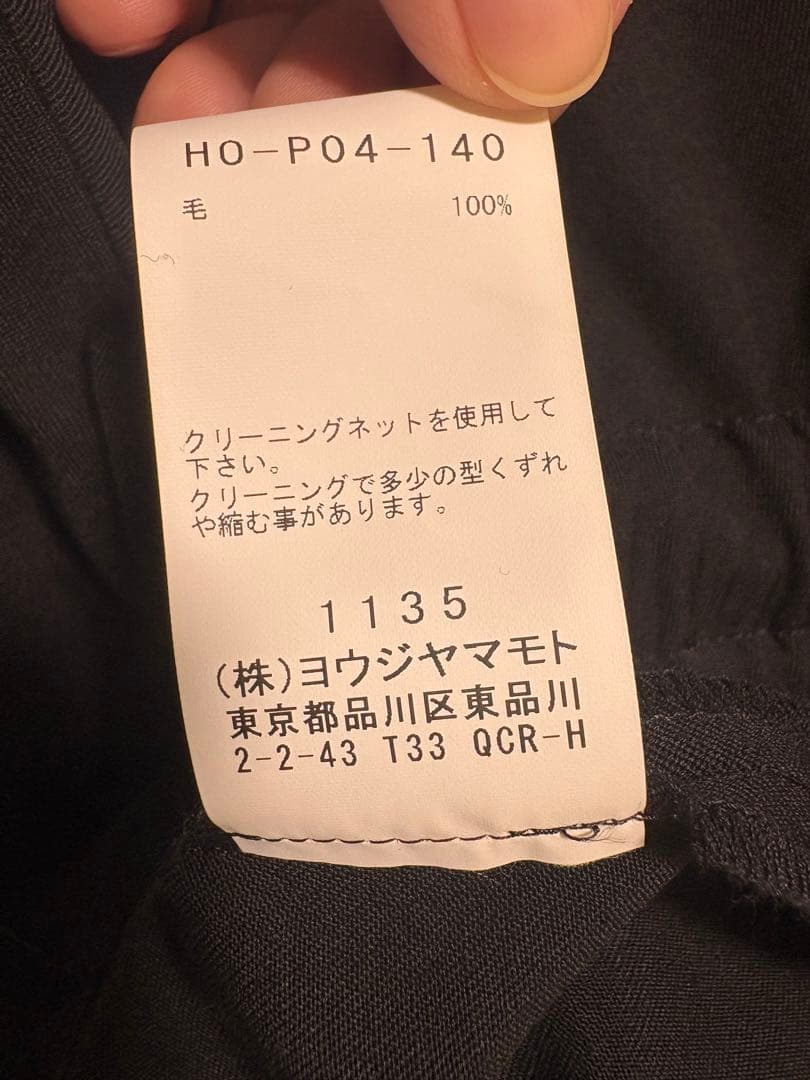 HO-P04-140
毛 100%
クリーニングネットを使用して
下さい。
クリーニングで多少の型くずれ
や縮む事があります。
1135
(株)ヨウジヤマモト
東京都品川区東品川
2-2-43 T33 QCR-H